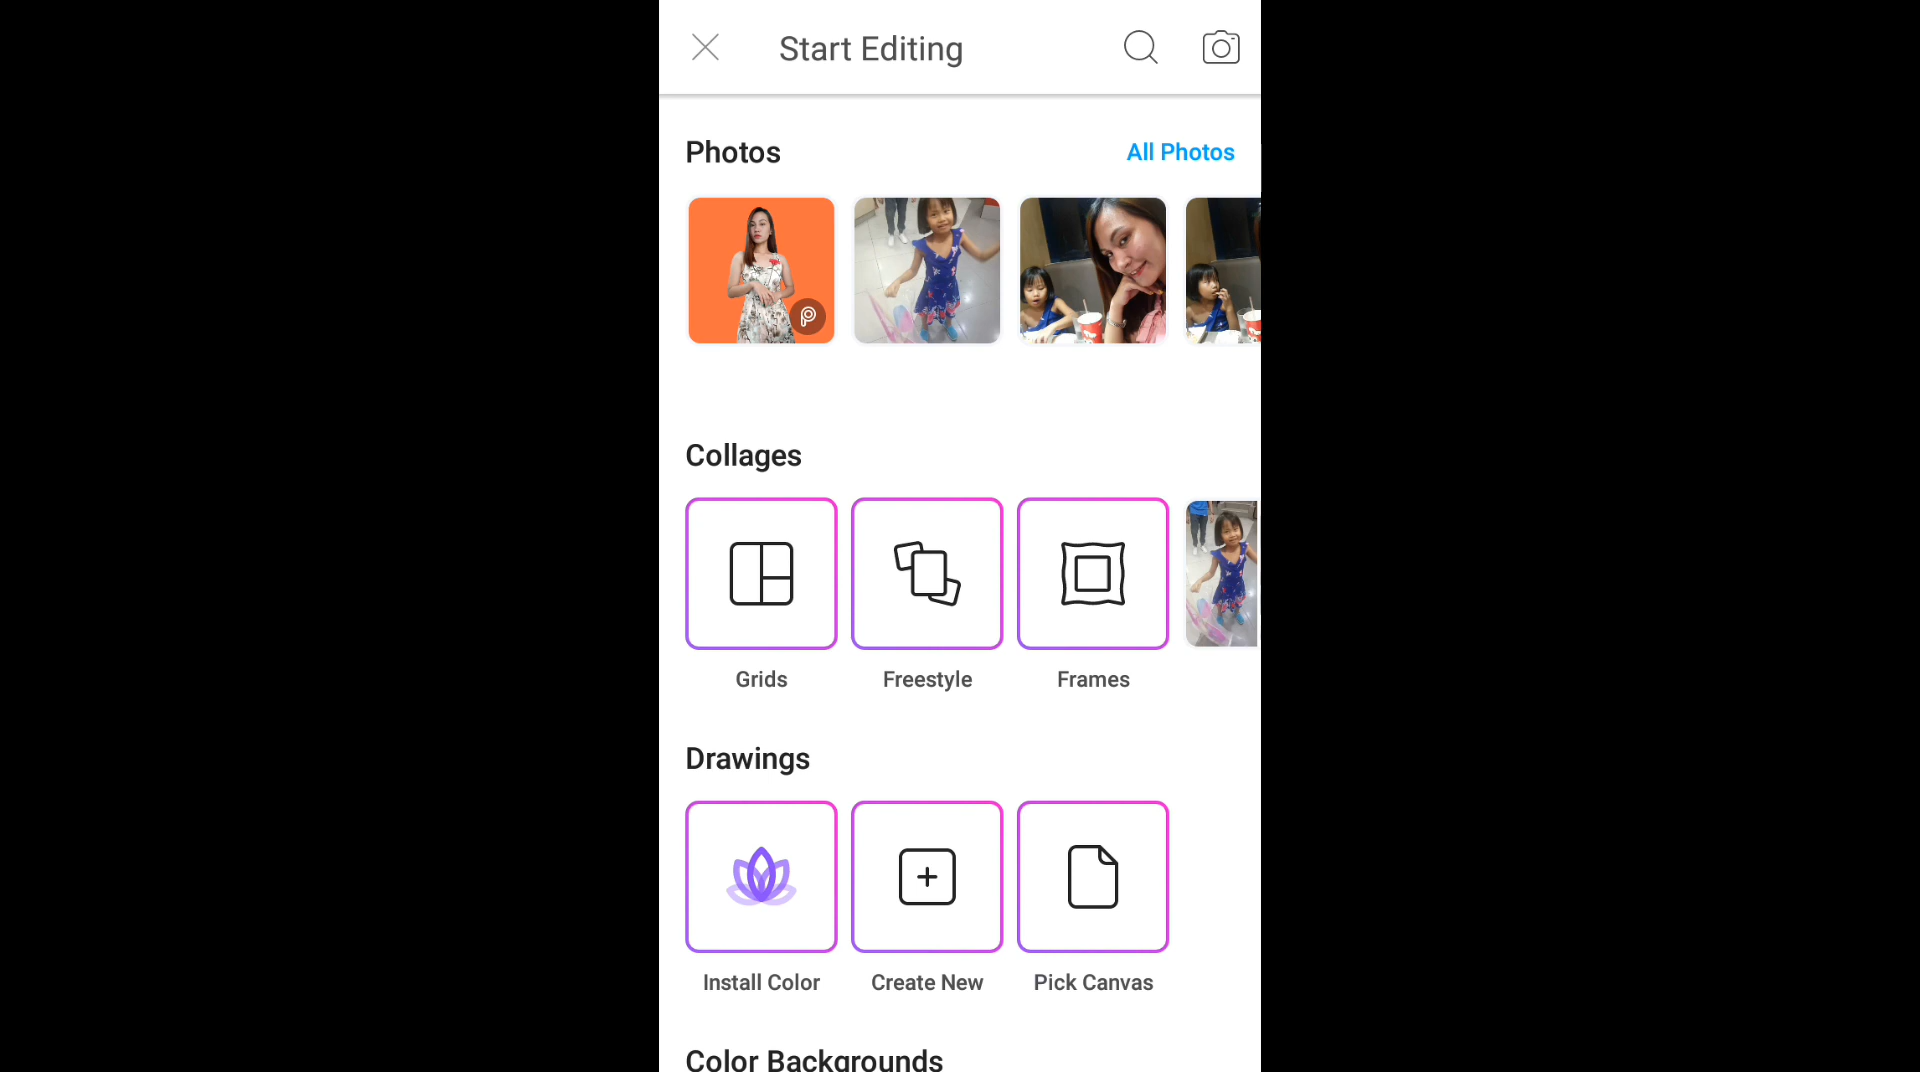 Start Editing
Photos
All Photos
Collages
Grids
Freestyle
Frames
Drawings
Install Color
Create New
Pick Canvas
Color Backgrounds